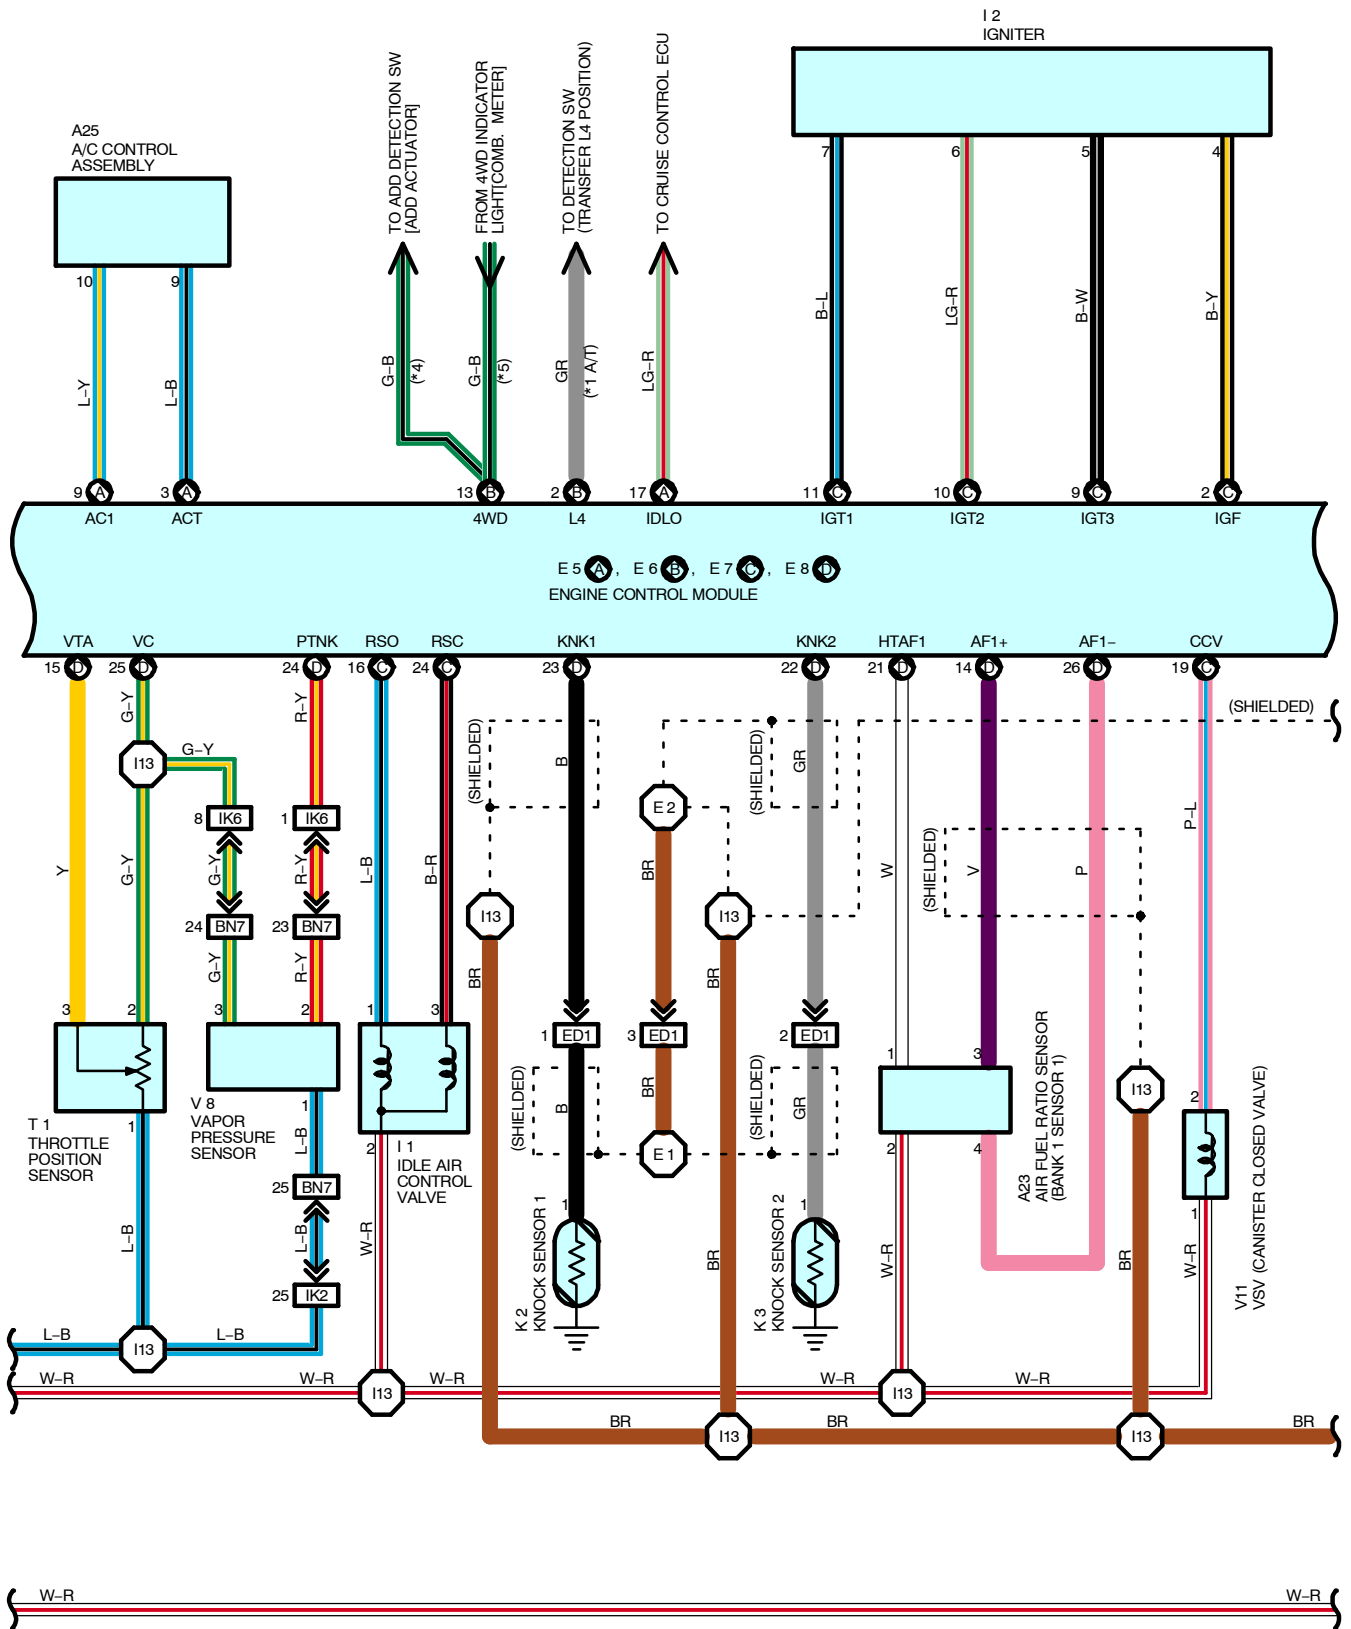 I 2
IGNITER
A25
A/C CONTROL
ASSEMBLY
TO ADD DETECTION SW
[ADD ACTUATOR]
FROM 4WD INDICATOR
LIGHT[COMB. METER]
TO DETECTION SW
(TRANSFER L4 POSITION)
TO CRUISE CONTROL ECU
7 6 5 4
10 9
L–Y L–B
G–B (*4)
G–B (*5)
GR (*1 A/T)
LG–R
B–L LG–R B–W B–Y
9 A 3 A 13 B 2 B 17 A 11 C 10 C 9 C 2 C
AC1 ACT 4WD L4 IDLO IGT1 IGT2 IGT3 IGF
E 5 A , E 6 B , E 7 C , E 8 D
ENGINE CONTROL MODULE
VTA VC PTNK RSO RSC KNK1 KNK2 HTAF1 AF1+ AF1– CCV
15 D 25 D 24 D 16 C 24 C 23 D 22 D 21 D 14 D 26 D 19 C
G–Y R–Y (SHIELDED)
I13 G–Y (SHIELDED) B (SHIELDED) GR
8 IK6 1 IK6 E 2 P–L
Y G–Y G–Y R–Y L–B B–R BR W (SHIELDED) V P
24 BN7 23 BN7 I13 I13
G–Y R–Y BR
3 2 3 2 1 3 1 ED1 3 ED1 2 ED1
1 3 I13 2
(SHIELDED) B BR (SHIELDED) GR
T 1
THROTTLE
POSITION
SENSOR
1
V 8
VAPOR
PRESSURE
SENSOR
1
L–B
2
I 1
IDLE AIR
CONTROL
VALVE
E 1
2 4
A23
AIR FUEL RATIO SENSOR
(BANK 1 SENSOR 1)
25 BN7
1 1 1
L–B L–B W–R
K 2
KNOCK SENSOR 1
BR
K 3
KNOCK SENSOR 2
W–R BR W–R
V11
VSV (CANISTER CLOSED VALVE)
25 IK2
L–B I13 L–B
W–R W–R I13 W–R W–R I13 W–R
BR I13 BR I13 BR
W–R W–R